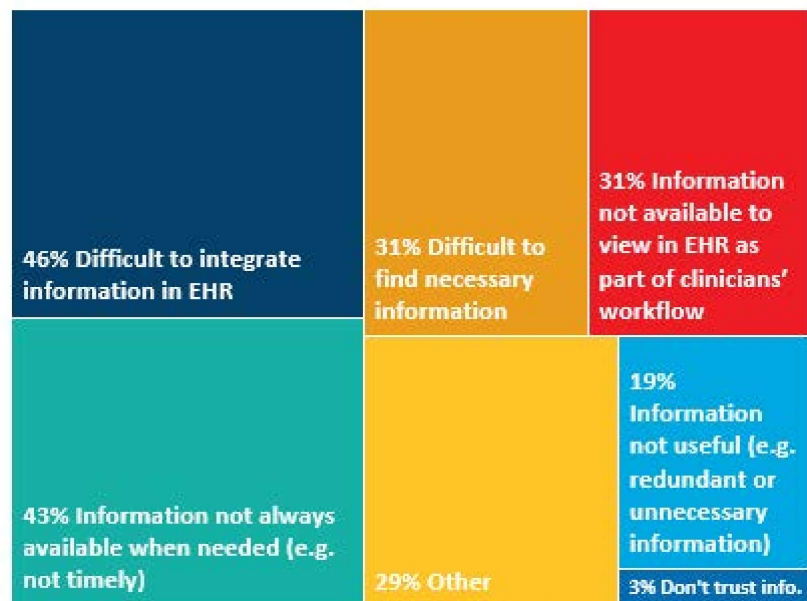 46% Difficult to integrate
information in EHR
31% Difficult to
find necessary
information
31% Information
not available to
view in EHR as
part of clinicians’
workflow
43% Information not always
available when needed (e.g.
not timely)
29% Other
19%
Information
not useful (e.g.
redundant or
unnecessary
information)
3% Don't trust info.